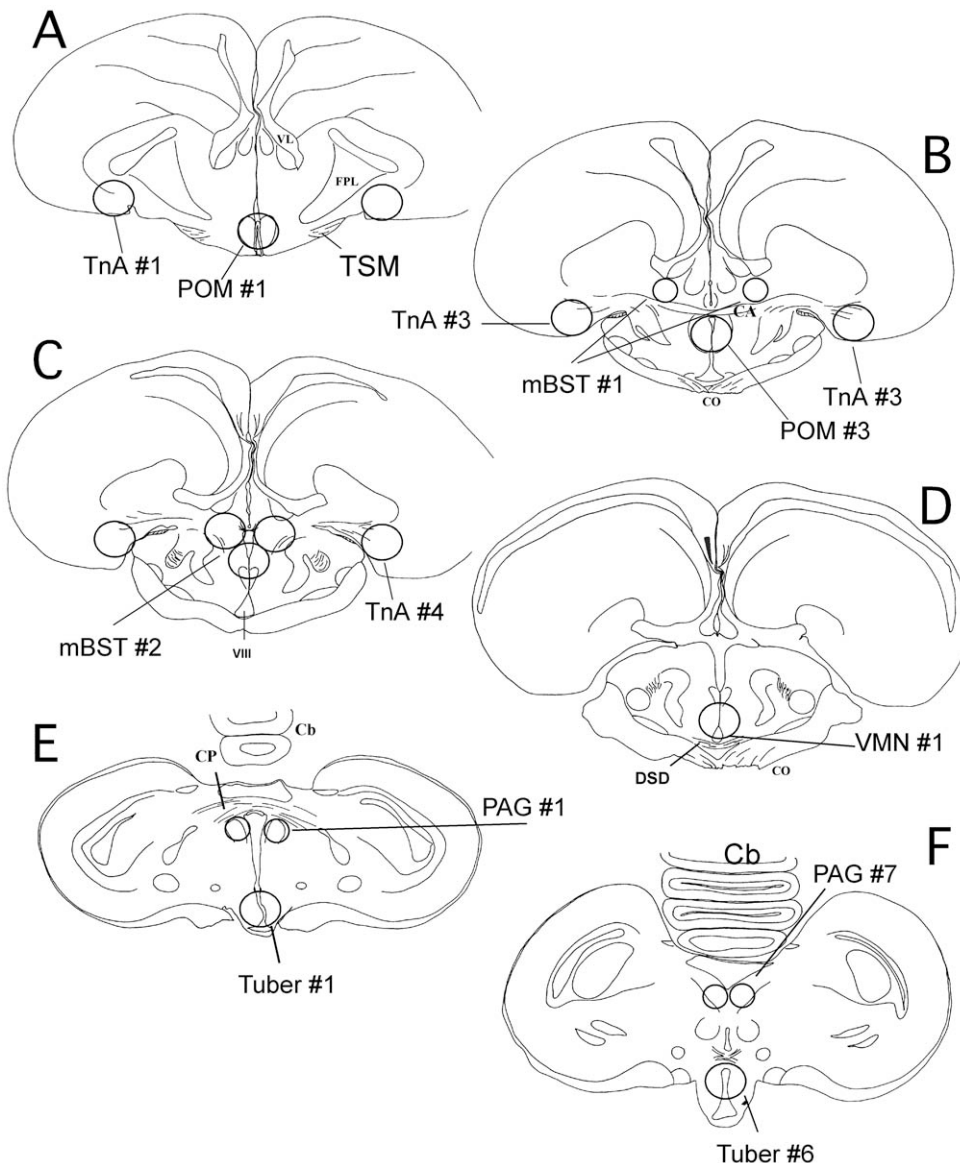 A
VL
FPL
TnA #1
POM #1
TSM
B
TnA #3
CA
mBST #1
CO
TnA #3
POM #3
C
mBST #2
VIII
TnA #4
D
VMN #1
DSD
CO
E
Cb
CP
PAG #1
Tuber #1
F
Cb
PAG #7
Tuber #6